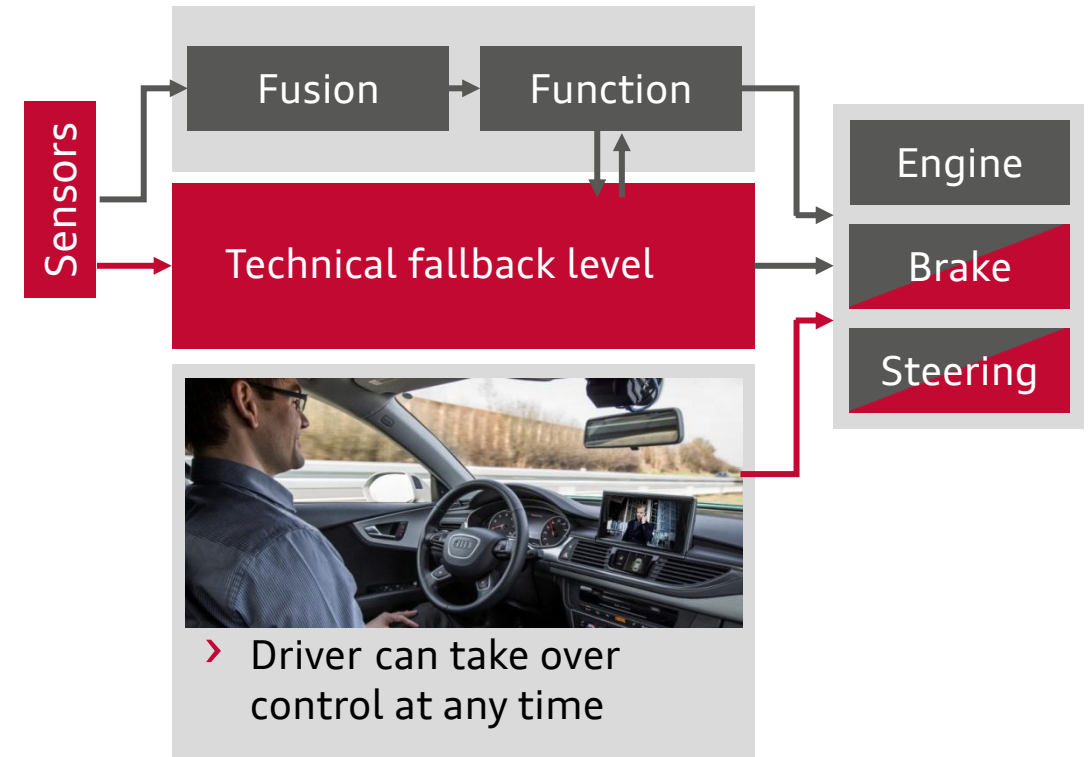 Sensors
Fusion
Function
Technical fallback level
Engine
Brake
Steering
› Driver can take over
control at any time